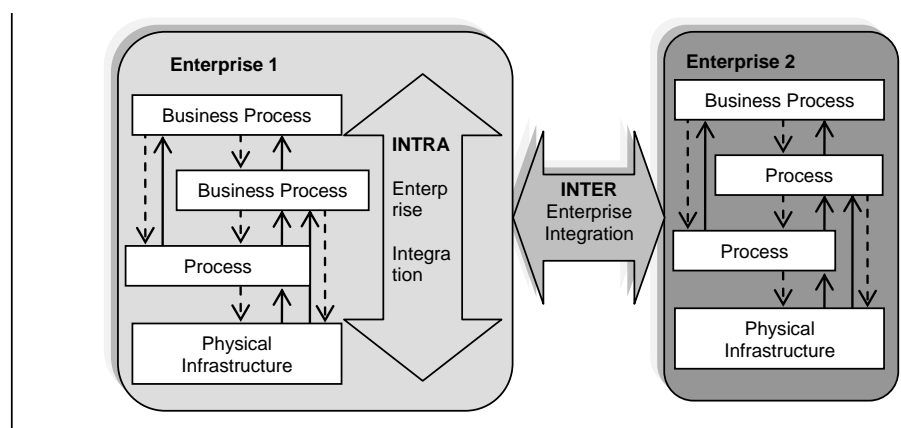 Enterprise 1
Business Process
Business Process
Process
Physical
Infrastructure
INTRA
Enterp
rise
Integra
tion
INTER
Enterprise
Integration
Enterprise 2
Business Process
Process
Process
Physical
Infrastructure